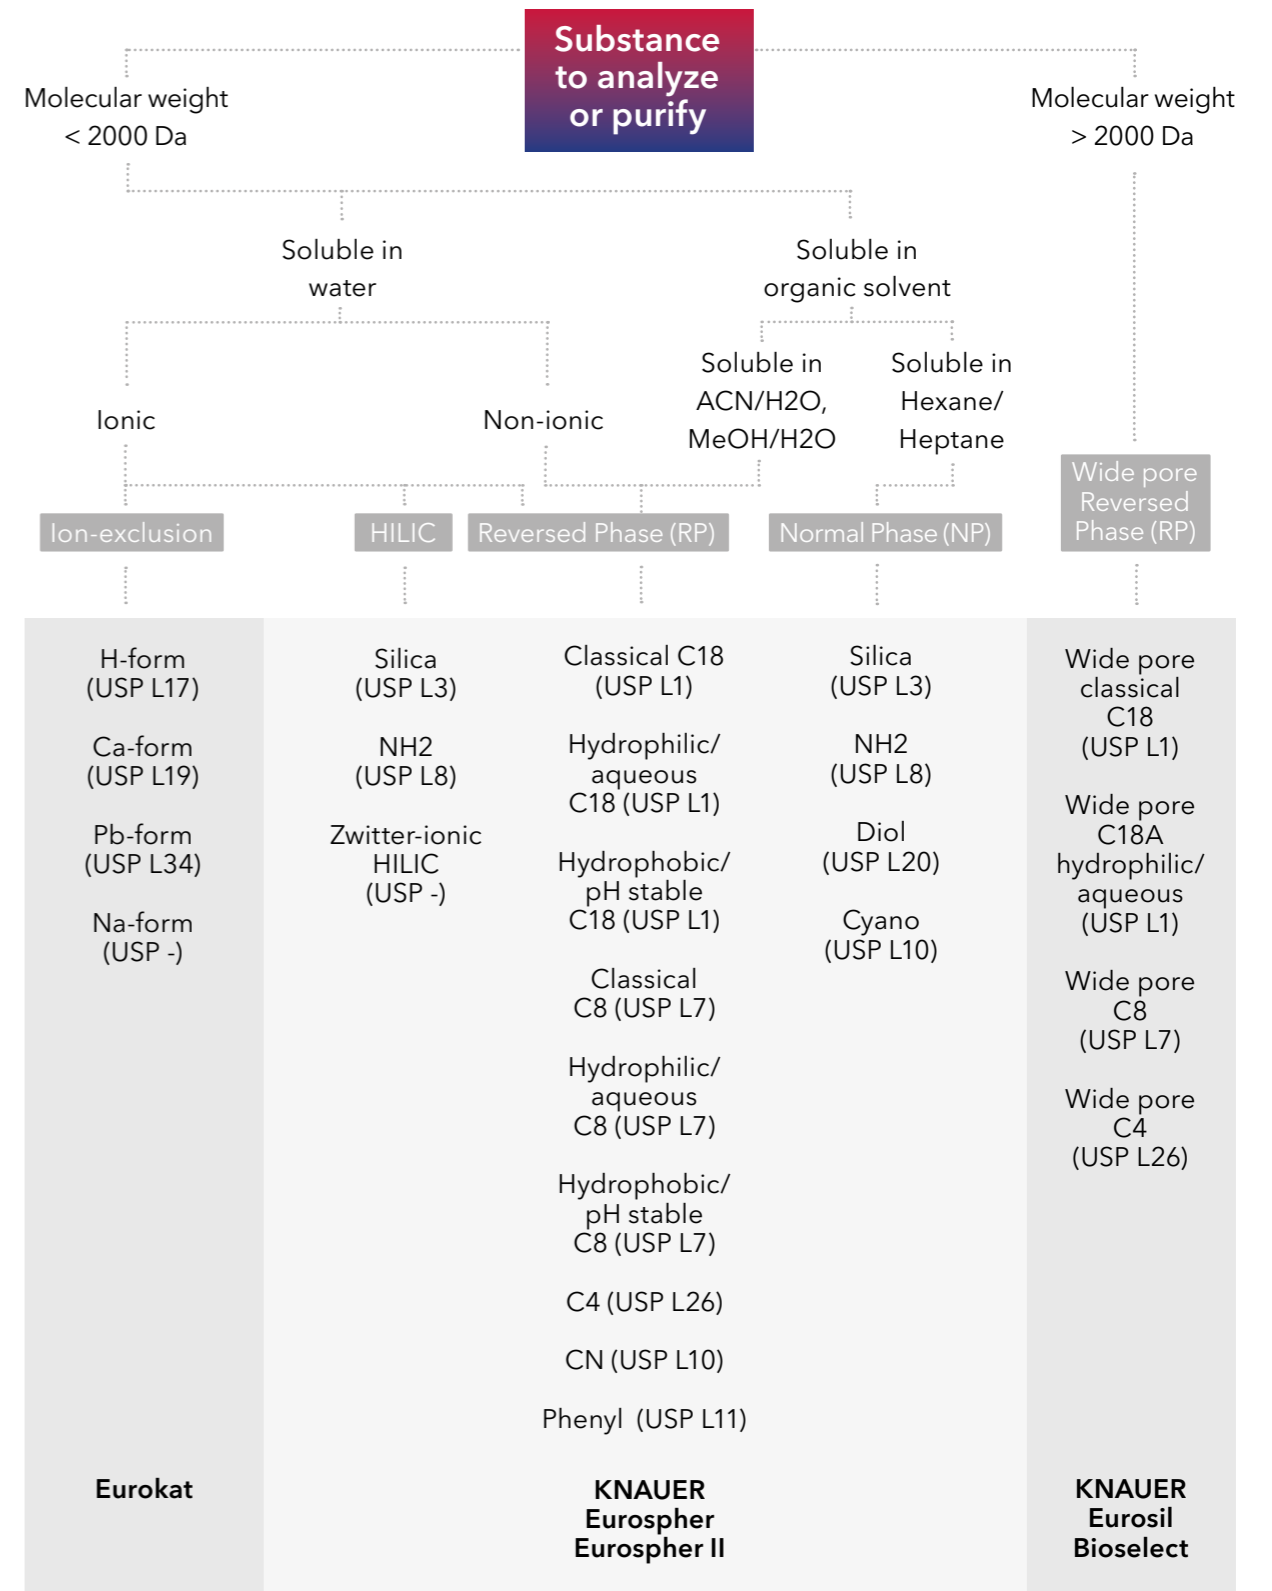 Substance
to analyze
or purify
Molecular weight
< 2000 Da
Molecular weight
> 2000 Da
Soluble in
water
Soluble in
organic solvent
Ionic
Non-ionic
Soluble in
ACN/H2O,
MeOH/H2O
Soluble in
Hexane/
Heptane
Ion-exclusion
HILIC
Reversed Phase (RP)
Normal Phase (NP)
Wide pore
Reversed
Phase (RP)
H-form
(USP L17)
Ca-form
(USP L19)
Pb-form
(USP L34)
Na-form
(USP -)
Eurokat
Silica
(USP L3)
NH2
(USP L8)
Zwitter-ionic
HILIC
(USP -)
Classical C18
(USP L1)
Hydrophilic/
aqueous
C18 (USP L1)
Hydrophobic/
pH stable
C18 (USP L1)
Classical
C8 (USP L7)
Hydrophilic/
aqueous
C8 (USP L7)
Hydrophobic/
pH stable
C8 (USP L7)
C4 (USP L26)
CN (USP L10)
Phenyl (USP L11)
KNAUER
Eurospher
Eurospher II
Silica
(USP L3)
NH2
(USP L8)
Diol
(USP L20)
Cyano
(USP L10)
Wide pore
classical
C18
(USP L1)
Wide pore
C18A
hydrophilic/
aqueous
(USP L1)
Wide pore
C8
(USP L7)
Wide pore
C4
(USP L26)
KNAUER
Eurosil
Bioselect